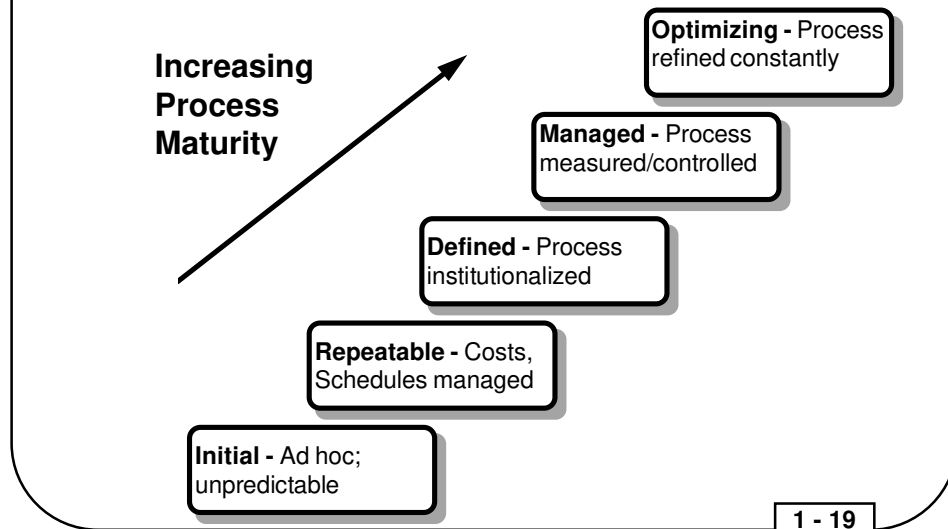 Increasing
Process
Maturity
Optimizing - Process
refined constantly
Managed - Process
measured/controlled
Defined - Process
institutionalized
Repeatable - Costs,
Schedules managed
Initial - Ad hoc;
unpredictable
1 - 19